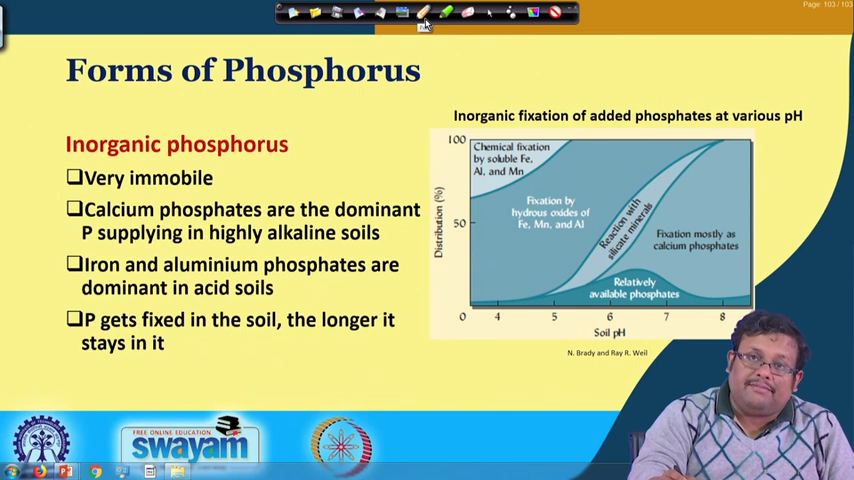 Page: 103 / 103
Forms of Phosphorus
Inorganic fixation of added phosphates at various pH
Inorganic phosphorus
Very immobile
Calcium phosphates are the dominant
P supplying in highly alkaline soils
Iron and aluminium phosphates are
dominant in acid soils
P gets fixed in the soil, the longer it
stays in it
100
50
0
Distribution (%)
Chemical fixation
by soluble Fe,
Al, and Mn
Fixation by
hydrous oxides of
Fe, Mn, and Al
Reaction with
silicate minerals
Fixation mostly as
calcium phosphates
Relatively
available phosphates
4 5 6 7 8
Soil pH
N. Brady and Ray R. Weil
FREE ONLINE EDUCATION
swayam